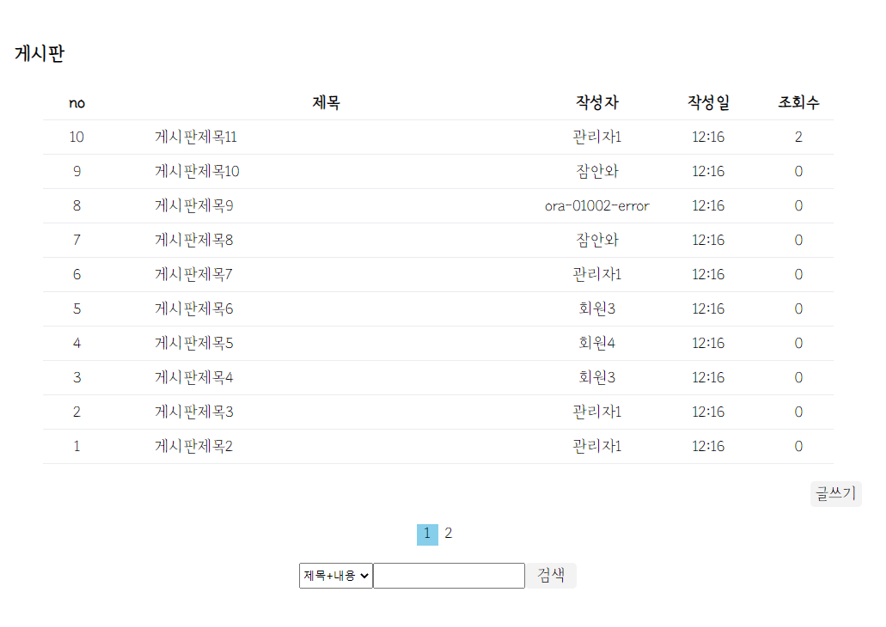 게시판
no 제목 작성자 작성일 조회수
10 게시판제목11 관리자1 12:16 2
9 게시판제목10 잠안와 12:16 0
8 게시판제목9 ora-01002-error 12:16 0
7 게시판제목8 잠안와 12:16 0
6 게시판제목7 관리자1 12:16 0
5 게시판제목6 회원3 12:16 0
4 게시판제목5 회원4 12:16 0
3 게시판제목4 회원3 12:16 0
2 게시판제목3 관리자1 12:16 0
1 게시판제목2 관리자1 12:16 0
글쓰기
1 2
제목+내용 검색